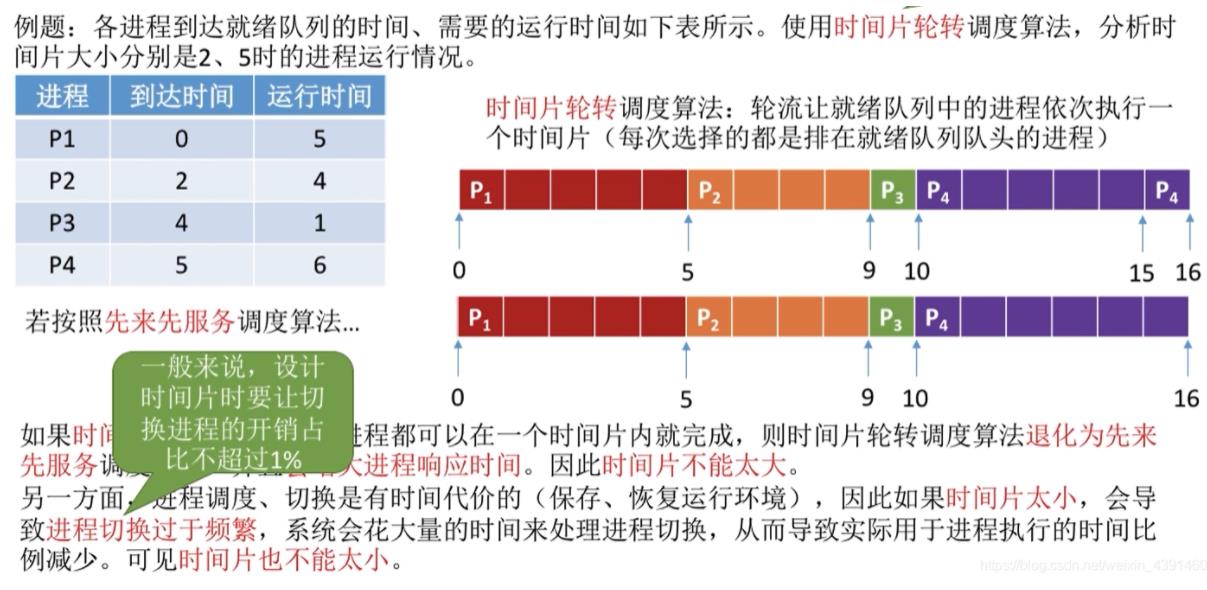 例题：各进程到达就绪队列的时间、需要的运行时间如下表所示。使用时间片轮转调度算法，分析时
间片大小分别是2、5时的进程运行情况。
进程 到达时间 运行时间
P1 0 5
P2 2 4
P3 4 1
P4 5 6
时间片轮转调度算法：轮流让就绪队列中的进程依次执行一
个时间片（每次选择的都是排在就绪队列队头的进程）
P1 P2 P3 P4 P4
0 5 9 10 15 16
若按照先来先服务调度算法...
P1 P2 P3 P4
0 5 9 10 16
一般来说，设计
时间片时要让切
换进程的开销占
比不超过1%
如果时间 进程都可以在一个时间片内就完成，则时间片轮转调度算法退化为先来
先服务调 大进程响应时间。因此时间片不能太大。
另一方面，进程调度、切换是有时间代价的（保存、恢复运行环境），因此如果时间片太小，会导
致进程切换过于频繁，系统会花大量的时间来处理进程切换，从而导致实际用于进程执行的时间比
例减少。可见时间片也不能太小。
https://blog.csdn.net/weixin_4391460